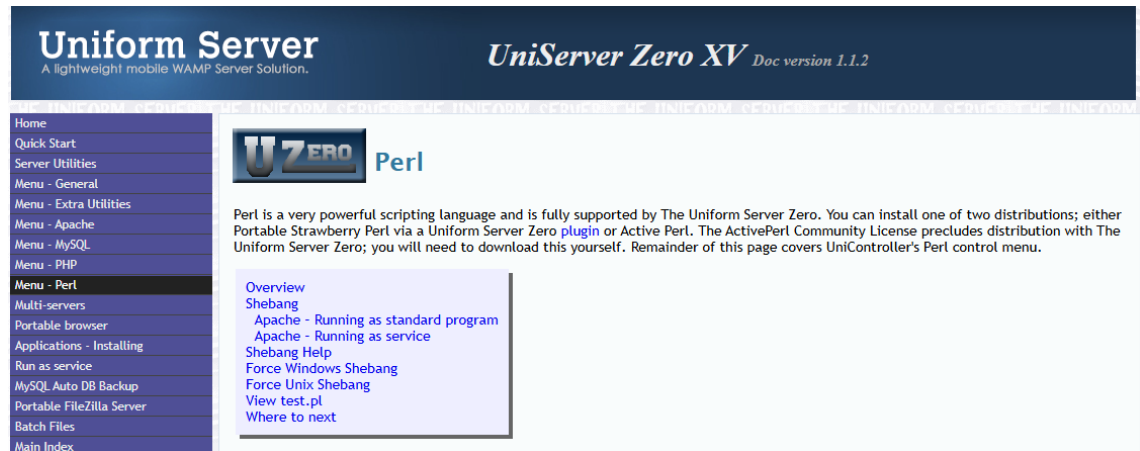 Uniform Server
A lightweight mobile WAMP Server Solution.
UniServer Zero XV Doc version 1.1.2
Home
Quick Start
Server Utilities
Menu - General
Menu - Extra Utilities
Menu - Apache
Menu - MySQL
Menu - PHP
Menu - Perl
Multi-servers
Portable browser
Applications - Installing
Run as service
MySQL Auto DB Backup
Portable FileZilla Server
Batch Files
Main Index
U ZERO
Perl
Perl is a very powerful scripting language and is fully supported by The Uniform Server Zero. You can install one of two distributions; either
Portable Strawberry Perl via a Uniform Server Zero plugin or Active Perl. The ActivePerl Community License precludes distribution with The
Uniform Server Zero; you will need to download this yourself. Remainder of this page covers UniController's Perl control menu.
Overview
Shebang
Apache - Running as standard program
Apache - Running as service
Shebang Help
Force Windows Shebang
Force Unix Shebang
View test.pl
Where to next